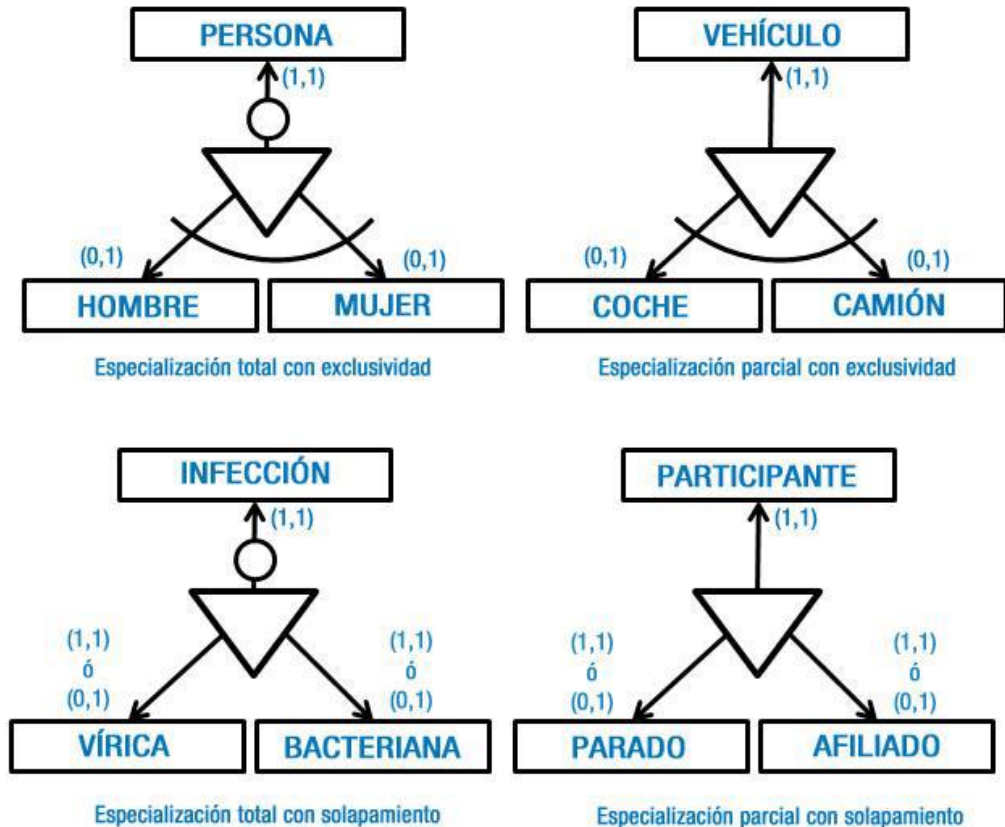 PERSONA
(1,1)
(0,1)
(0,1)
HOMBRE
MUJER
Especialización total con exclusividad
VEHÍCULO
(1,1)
(0,1)
(0,1)
COCHE
CAMIÓN
Especialización parcial con exclusividad
INFECCIÓN
(1,1)
(1,1)
ó
(0,1)
(1,1)
ó
(0,1)
VÍRICA
BACTERIANA
Especialización total con solapamiento
PARTICIPANTE
(1,1)
(1,1)
ó
(0,1)
(1,1)
ó
(0,1)
PARADO
AFILIADO
Especialización parcial con solapamiento